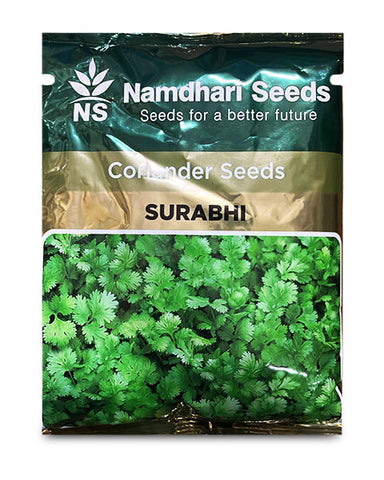 NS
Namdhari Seeds
Seeds for a better future
Coriander Seeds
SURABHI